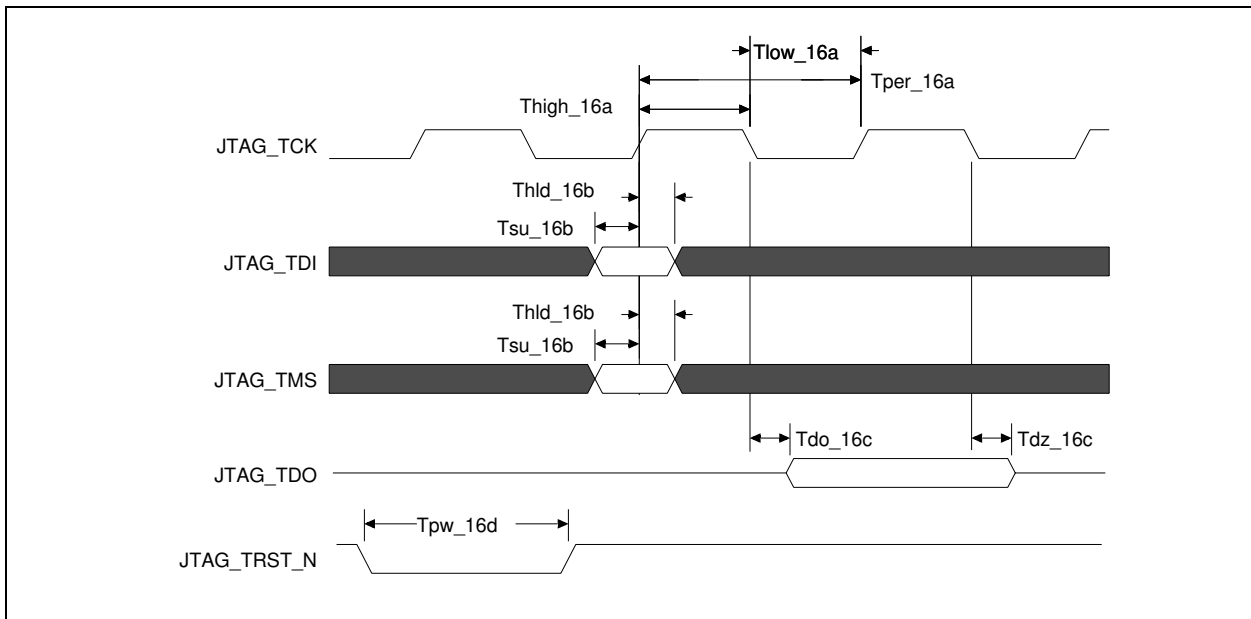 Tlow_16a
Tper_16a
Thigh_16a
JTAG_TCK
Thld_16b
Tsu_16b
JTAG_TDI
Thld_16b
Tsu_16b
JTAG_TMS
Tdo_16c
Tdz_16c
JTAG_TDO
Tpw_16d
JTAG_TRST_N